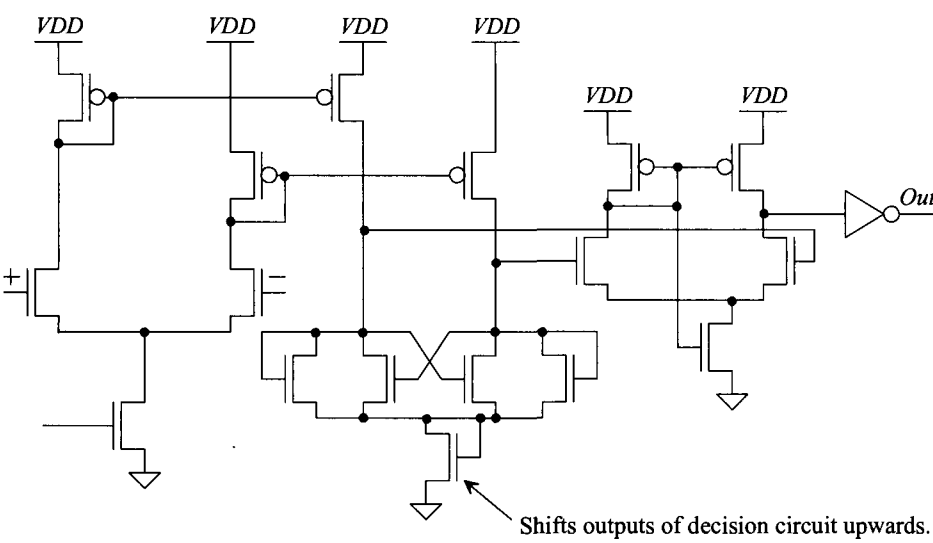 VDD VDD VDD VDD
VDD VDD
Out
+ −
Shifts outputs of decision circuit upwards.